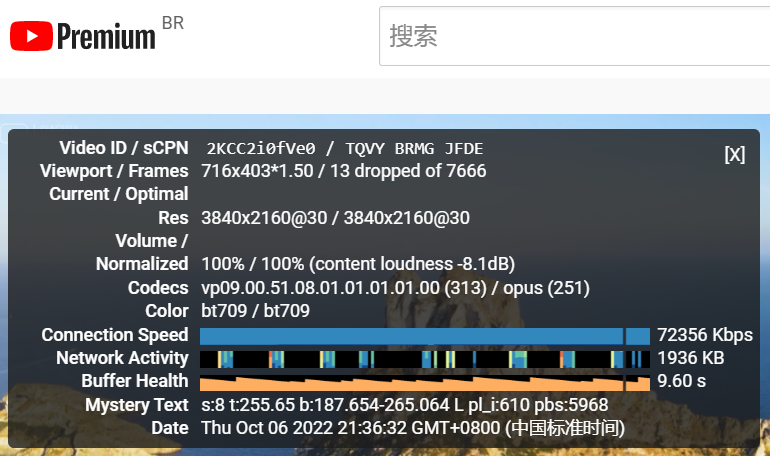 Premium BR
搜索
Video ID / sCPN 2KCC2i0fVe0 / TQVY BRMG JFDE
[X]
Viewport / Frames 716x403*1.50 / 13 dropped of 7666
Current / Optimal
Res 3840x2160@30 / 3840x2160@30
Volume /
Normalized 100% / 100% (content loudness -8.1dB)
Codecs vp09.00.51.08.01.01.01.01.00 (313) / opus (251)
Color bt709 / bt709
Connection Speed 72356 Kbps
Network Activity 1936 KB
Buffer Health 9.60 s
Mystery Text s:8 t:255.65 b:187.654-265.064 L pl_i:610 pbs:5968
Date Thu Oct 06 2022 21:36:32 GMT+0800 (中国标准时间)